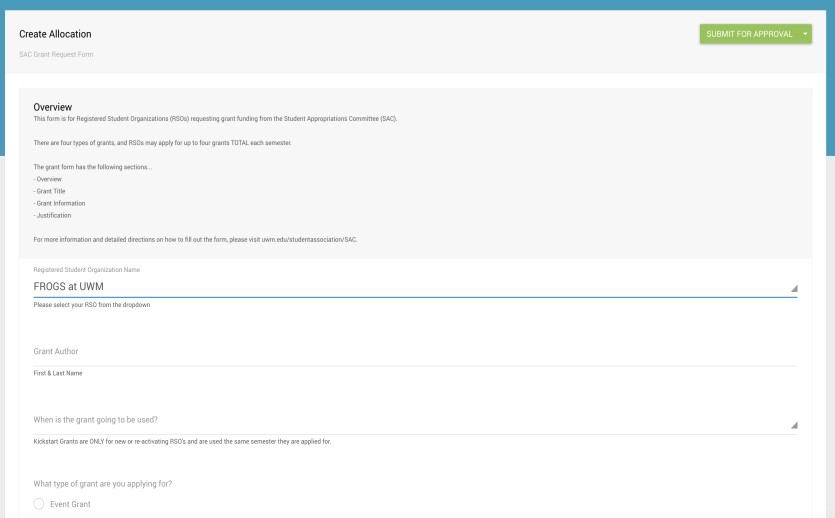 Create Allocation
SUBMIT FOR APPROVAL
SAC Grant Request Form
Overview
This form is for Registered Student Organizations (RSOs) requesting grant funding from the Student Appropriations Committee (SAC).
There are four types of grants, and RSOs may apply for up to four grants TOTAL each semester.
The grant form has the following sections...
- Overview
- Grant Title
- Grant Information
- Justification
For more information and detailed directions on how to fill out the form, please visit uwm.edu/studentassociation/SAC.
Registered Student Organization Name
FROGS at UWM
Please select your RSO from the dropdown
Grant Author
First & Last Name
When is the grant going to be used?
Kickstart Grants are ONLY for new or re-activating RSO's and are used the same semester they are applied for.
What type of grant are you applying for?
Event Grant